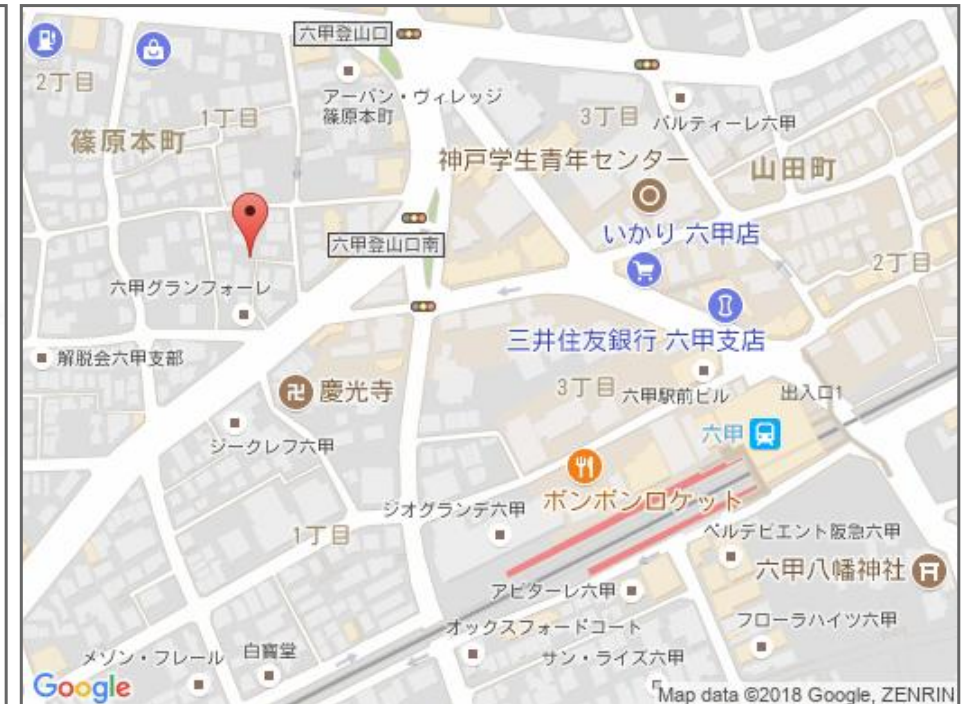 六甲登山口
2丁目
アーバン・ヴィレッジ
篠原本町
1丁目
3丁目
バルティーレ六甲
篠原本町
神戸学生青年センター
山田町
六甲登山口南
いかり 六甲店
2丁目
六甲グランフォーレ
三井住友銀行 六甲支店
解脱会六甲支部
慶光寺
3丁目
六甲駅前ビル
出入口1
ジークレフ六甲
六甲
ボンボンロケット
ジオグランデ六甲
1丁目
ベルデビエント阪急六甲
六甲八幡神社
アビターレ六甲
オックスフォードコート
フローラハイツ六甲
メゾン・フレール
白寳堂
サン・ライズ六甲
Google
Map data ©2018 Google, ZENRIN